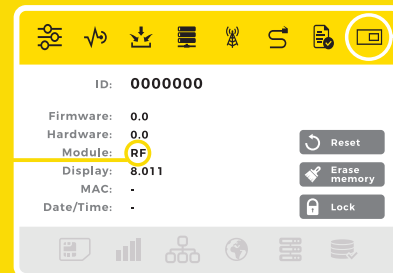 ID: 0000000
Firmware: 0.0
Hardware: 0.0
Module: RF
Display: 8.011
MAC: -
Date/Time: -
Reset
Erase
memory
Lock